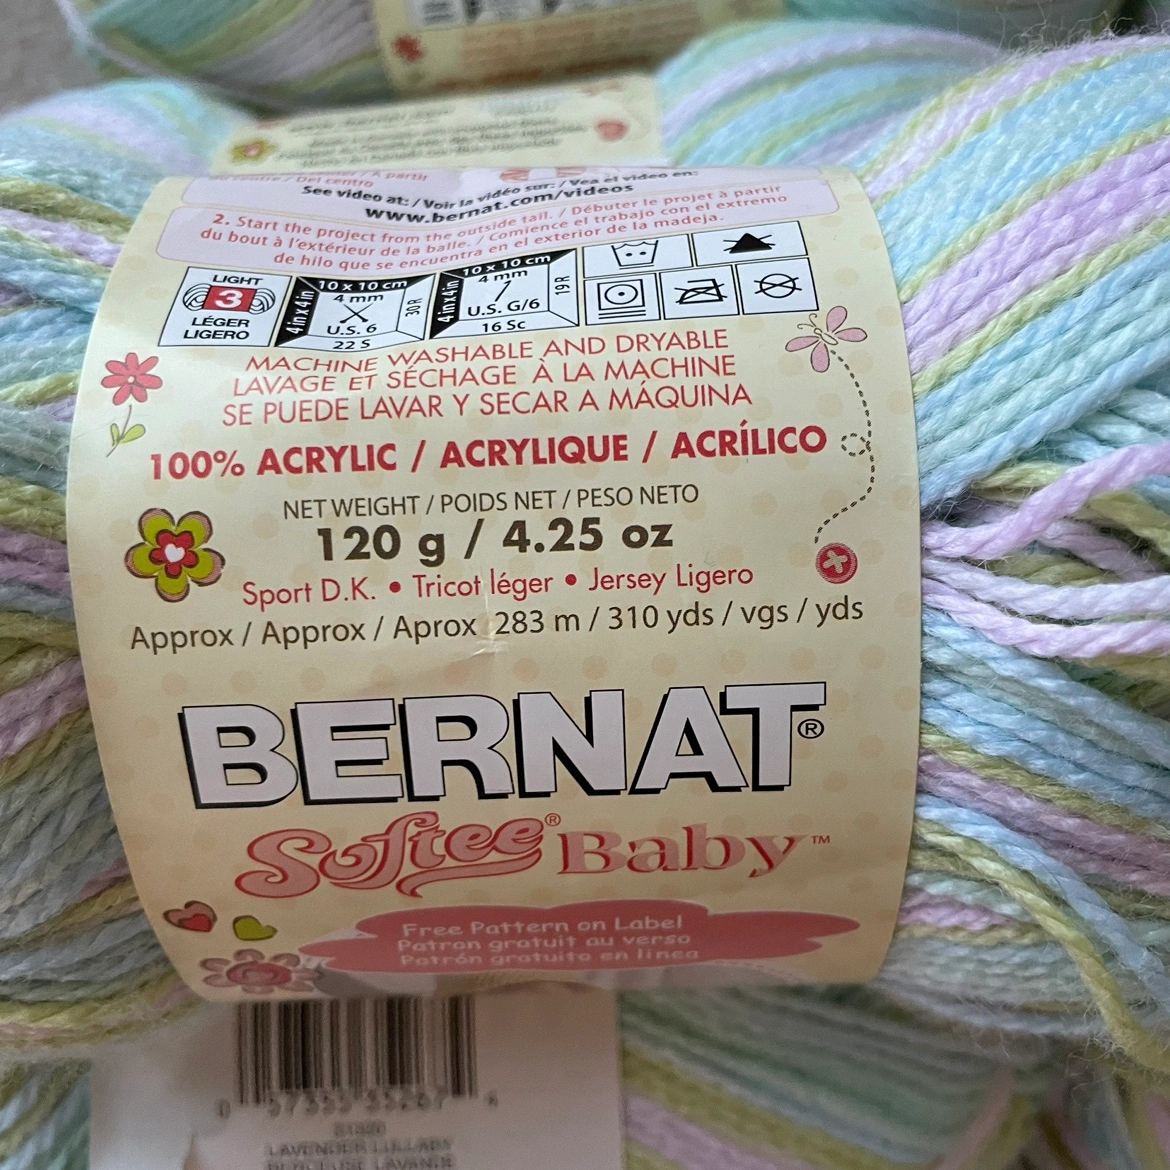 See video at: / Voir la vidéo sur: / Vea el video en:
www.bernat.com/videos
2. Start the project from the outside tail. / Débuter le projet à partir
du bout à l'extérieur de la balle. / Comience el trabajo con el extremo
de hilo que se encuentra en el exterior de la madeja.
LIGHT
3
LÉGER
LIGERO
10 x 10 cm
4inx4in
4 mm
30 R
U.S. 6
22 S
10 x 10 cm
4inx4in
4 mm
19 R
U.S. G/6
16 Sc
MACHINE WASHABLE AND DRYABLE
LAVAGE ET SÉCHAGE À LA MACHINE
SE PUEDE LAVAR Y SECAR A MÁQUINA
100% ACRYLIC / ACRYLIQUE / ACRÍLICO
NET WEIGHT / POIDS NET / PESO NETO
120 g / 4.25 oz
Sport D.K. • Tricot léger • Jersey Ligero
Approx / Approx / Aprox 283 m / 310 yds / vgs / yds
BERNAT®
Softee® Baby™
Free Pattern on Label
Patron gratuit au verso
Patrón gratuito en línea
LAVENDER LULLABY